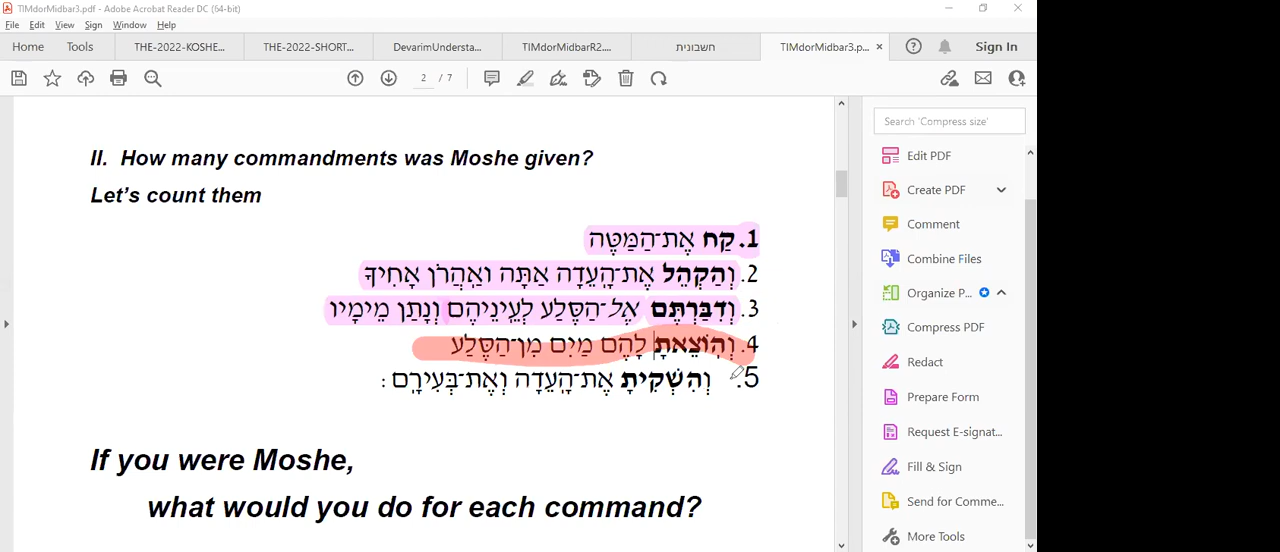 TIMdorMidbar3.pdf - Adobe Acrobat Reader DC (64-bit)
File Edit View Sign Window Help
Home Tools THE-2022-KOSHE... THE-2022-SHORT... DevarimUndersta... TIMdorMidbarR2.... חשבונית TIMdorMidbar3.p... × Sign In
2 / 7
II. How many commandments was Moshe given?
Let's count them
1. קַח אֶת־הַמַּטֶּה
2. וְהַקְהֵל אֶת־הָעֵדָה אַתָּה וְאַהֲרֹן אָחִיךָ
3. וְדִבַּרְתֶּם אֶל־הַסֶּלַע לְעֵינֵיהֶם וְנָתַן מֵימָיו
4. וְהוֹצֵאתָ לָהֶם מַיִם מִן־הַסֶּלַע
5. וְהִשְׁקִיתָ אֶת־הָעֵדָה וְאֶת־בְּעִירָם׃
If you were Moshe,
what would you do for each command?
Search 'Compress size'
Edit PDF
Create PDF
Comment
Combine Files
Organize P...
Compress PDF
Redact
Prepare Form
Request E-signat...
Fill & Sign
Send for Comme...
More Tools